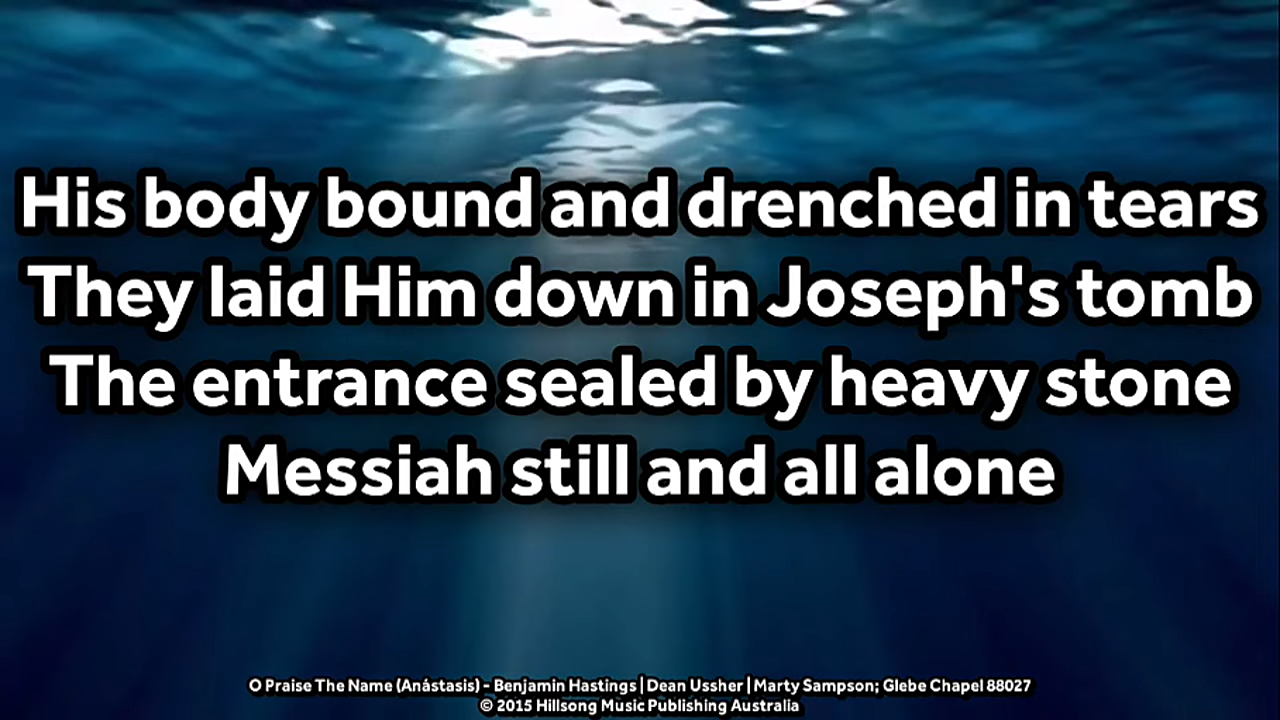 His body bound and drenched in tears
They laid Him down in Joseph's tomb
The entrance sealed by heavy stone
Messiah still and all alone
O Praise The Name (Anástasis) - Benjamin Hastings | Dean Ussher | Marty Sampson; Glebe Chapel 88027
© 2015 Hillsong Music Publishing Australia